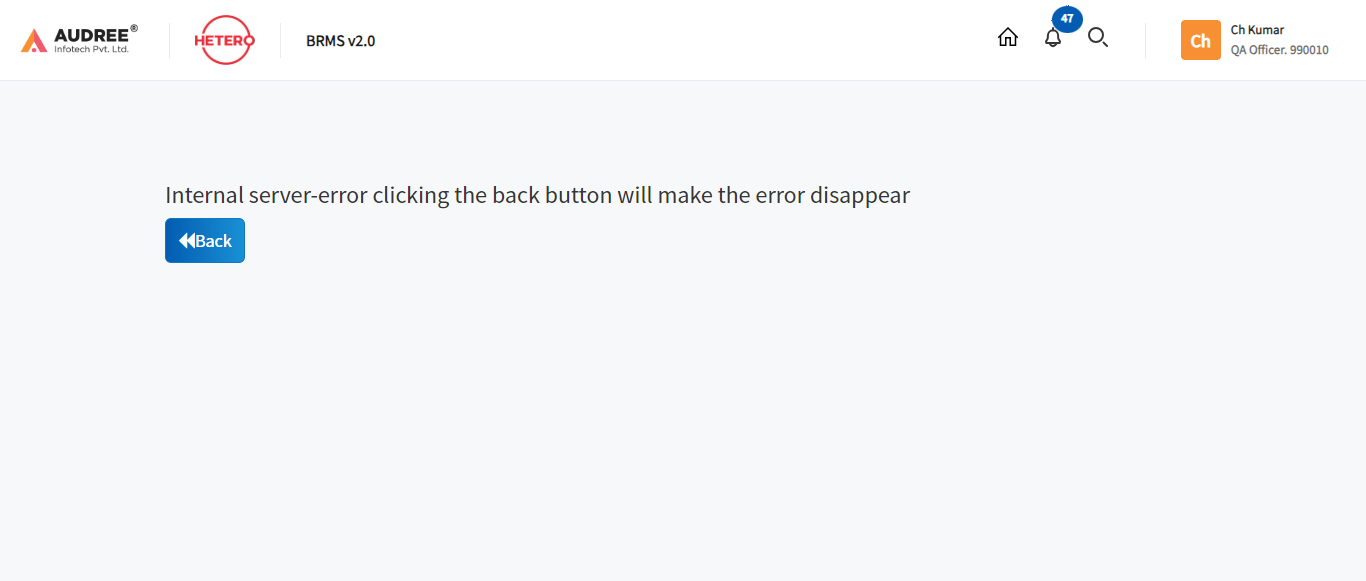 AUDREE®
Infotech Pvt. Ltd.
HETERO
BRMS v2.0
47
Ch
Ch Kumar
QA Officer. 990010
Internal server-error clicking the back button will make the error disappear
Back